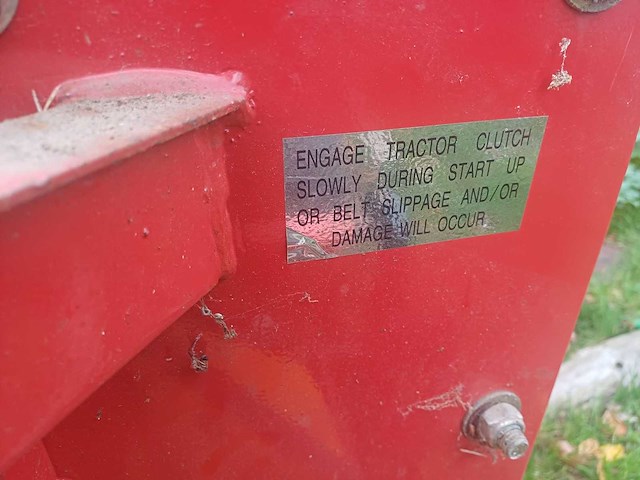 ENGAGE TRACTOR CLUTCH
SLOWLY DURING START UP
OR BELT SLIPPAGE AND/OR
DAMAGE WILL OCCUR